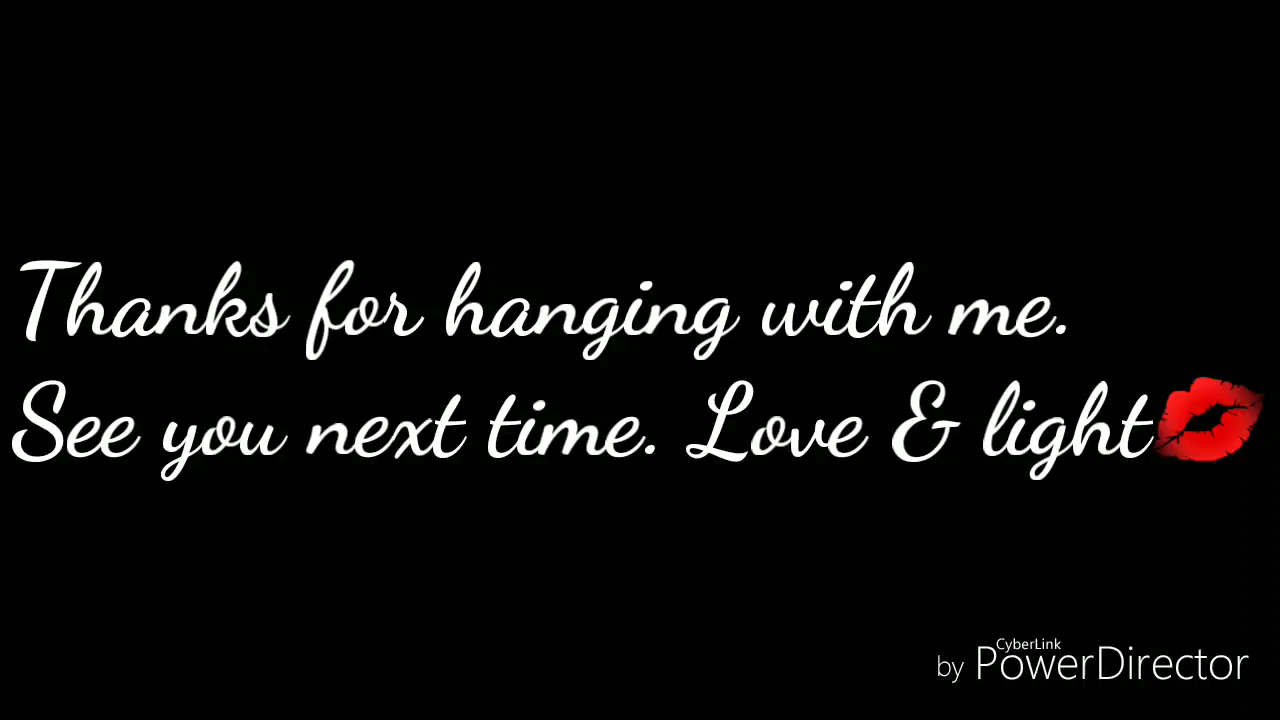 Thanks for hanging with me.
See you next time. Love & light💋
CyberLink
by PowerDirector